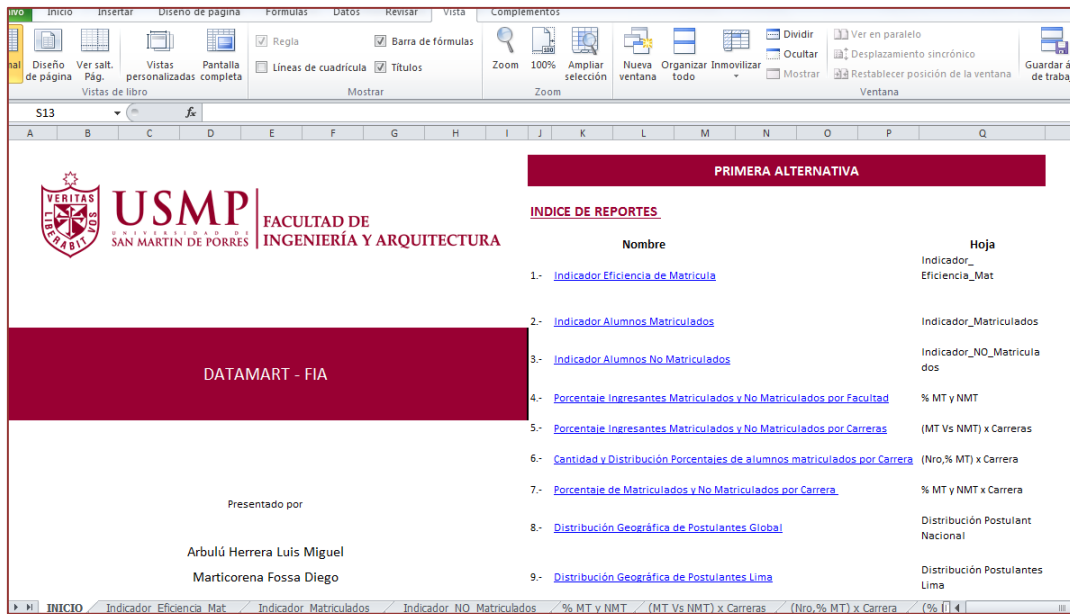 Inicio Insertar Diseño de página Formulas Datos Revisar Vista Complementos
Diseño de página
Ver salt. Pág.
Vistas personalizadas
Pantalla completa
Vistas de libro
Regla
Barra de fórmulas
Líneas de cuadrícula
Títulos
Mostrar
Zoom
100%
Ampliar selección
Zoom
Nueva ventana
Organizar todo
Inmovilizar
Dividir
Ocultar
Mostrar
Ver en paralelo
Desplazamiento sincrónico
Restablecer posición de la ventana
Ventana
Guardar
de
S13
fx
A B C D E F G H I J K L M N O P Q
VERITAS
LIBERABIT
VOS
USMP
UNIVERSIDAD DE
SAN MARTIN DE PORRES
FACULTAD DE
INGENIERÍA Y ARQUITECTURA
DATAMART - FIA
Presentado por
Arbulú Herrera Luis Miguel
Marticorena Fossa Diego
PRIMERA ALTERNATIVA
INDICE DE REPORTES
Nombre Hoja
1.- Indicador Eficiencia de Matricula Indicador_
Eficiencia_Mat
2.- Indicador Alumnos Matriculados Indicador_Matriculados
3.- Indicador Alumnos No Matriculados Indicador_NO_Matricula
dos
4.- Porcentaje Ingresantes Matriculados y No Matriculados por Facultad % MT y NMT
5.- Porcentaje Ingresantes Matriculados y No Matriculados por Carreras (MT Vs NMT) x Carreras
6.- Cantidad y Distribución Porcentajes de alumnos matriculados por Carrera (Nro,% MT) x Carrera
7.- Porcentaje de Matriculados y No Matriculados por Carrera % MT y NMT x Carrera
8.- Distribución Geográfica de Postulantes Global Distribución Postulant
Nacional
9.- Distribución Geográfica de Postulantes Lima Distribución Postulantes
Lima
INICIO Indicador_Eficiencia_Mat Indicador_Matriculados Indicador_NO_Matriculados % MT y NMT (MT Vs NMT) x Carreras (Nro,% MT) x Carrera (%